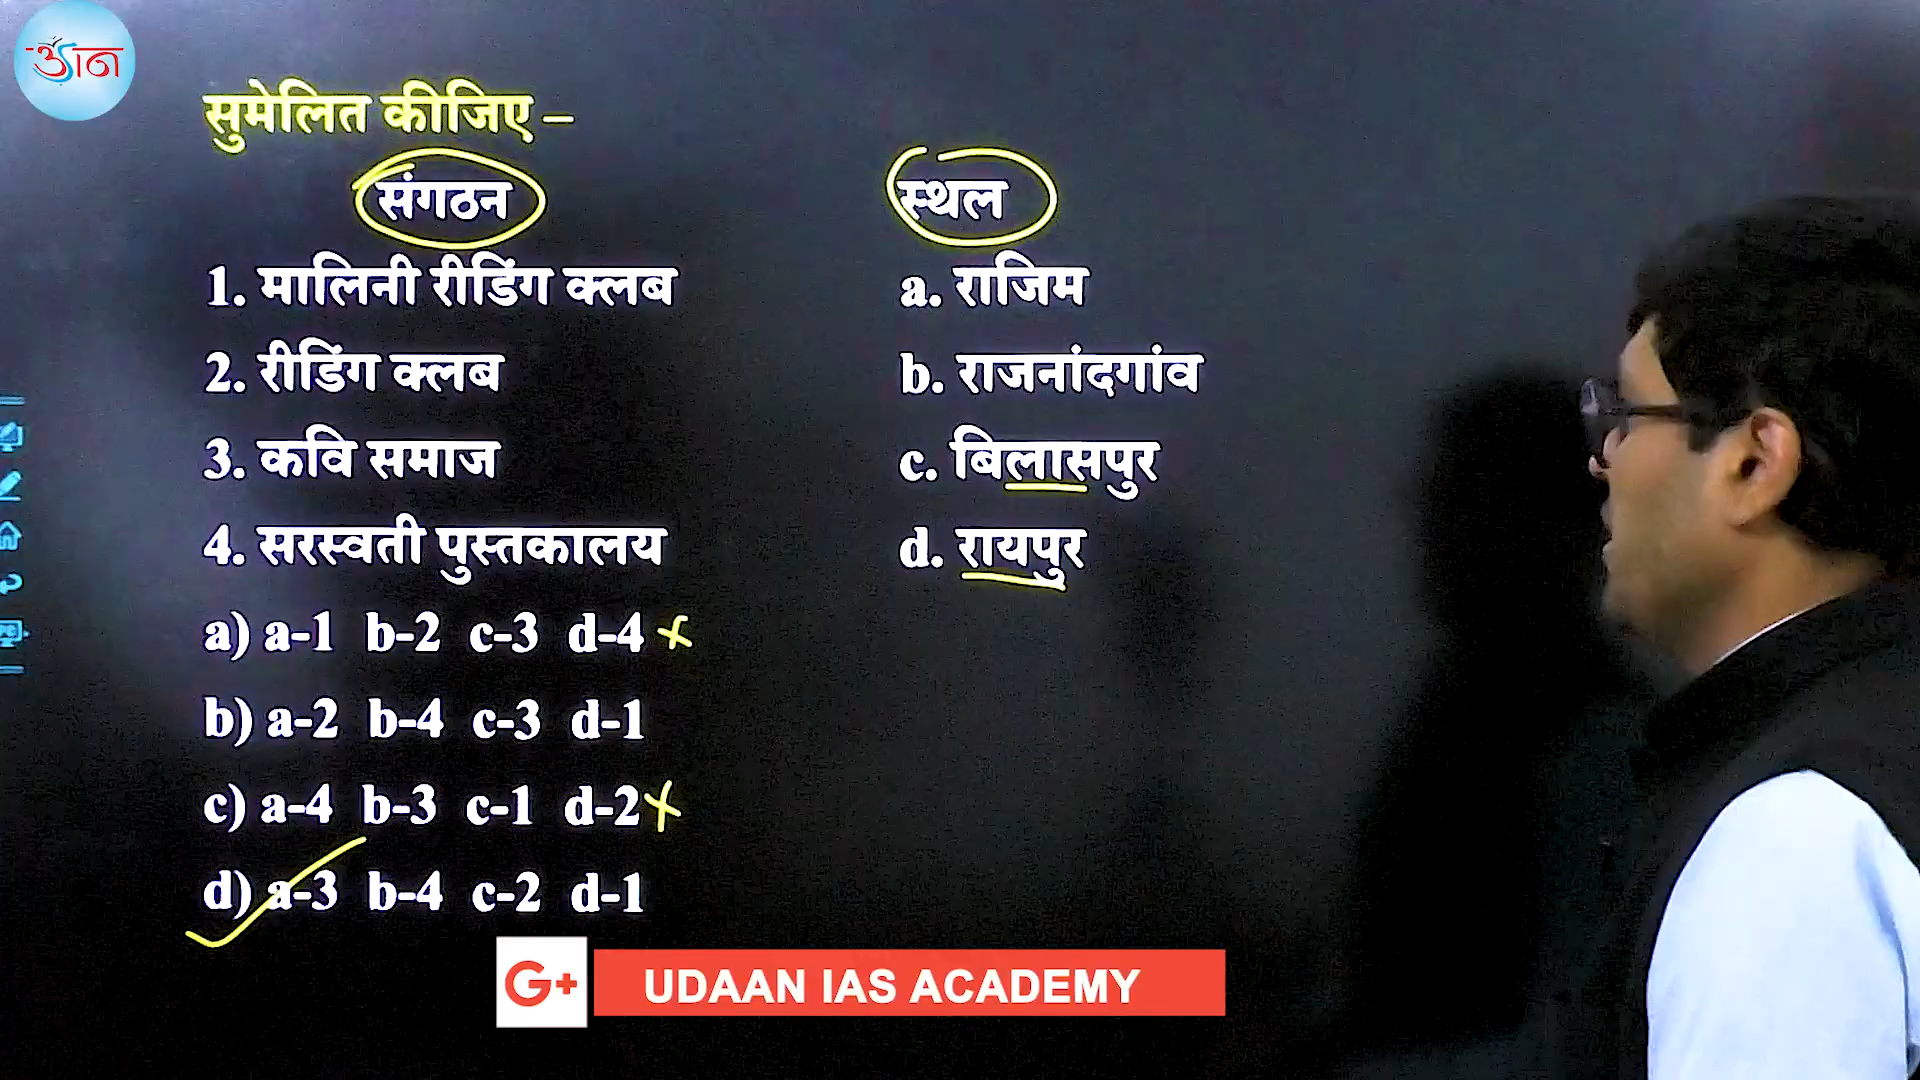 उड़ान
सुमेलित कीजिए –
संगठन स्थल
1. मालिनी रीडिंग क्लब a. राजिम
2. रीडिंग क्लब b. राजनांदगांव
3. कवि समाज c. बिलासपुर
4. सरस्वती पुस्तकालय d. रायपुर
a) a-1 b-2 c-3 d-4
b) a-2 b-4 c-3 d-1
c) a-4 b-3 c-1 d-2
d) a-3 b-4 c-2 d-1
G+ UDAAN IAS ACADEMY